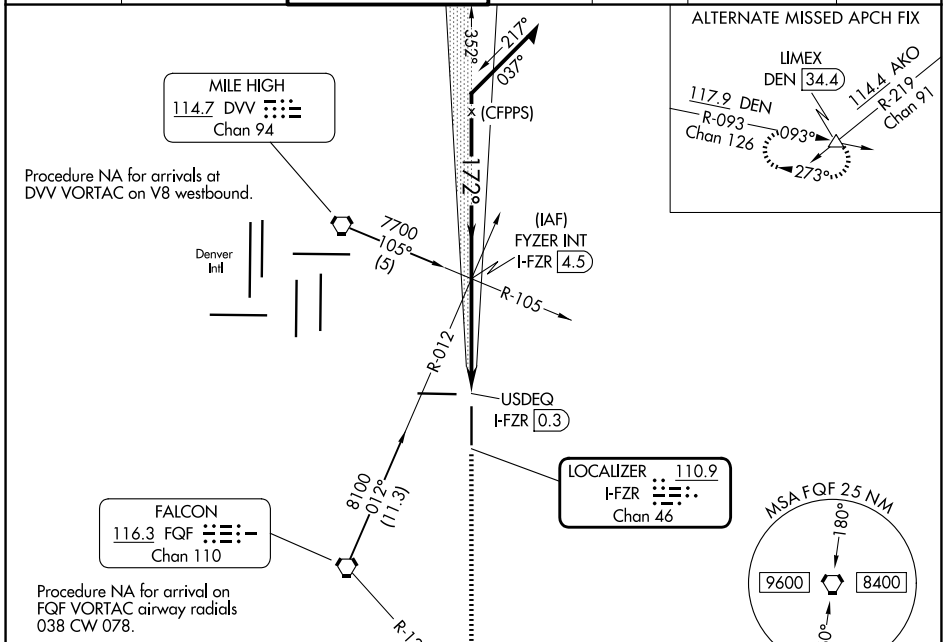 ALTERNATE MISSED APCH FIX
LIMEX
DEN 34.4
117.9 DEN
R-093
Chan 126
093°
273°
114.4 AKO
R-219
Chan 91
352°
217°
037°
x (CFPPS)
172°
MILE HIGH
114.7 DVV
Chan 94
Procedure NA for arrivals at
DVV VORTAC on V8 westbound.
Denver
Intl
7700
105°
(5)
(IAF)
FYZER INT
I-FZR 4.5
R-105
R-012
USDEQ
I-FZR 0.3
8100
012°
(11.3)
LOCALIZER 110.9
I-FZR
Chan 46
FALCON
116.3 FQF
Chan 110
Procedure NA for arrival on
FQF VORTAC airway radials
038 CW 078.
MSA FQF 25 NM
180°
9600
8400